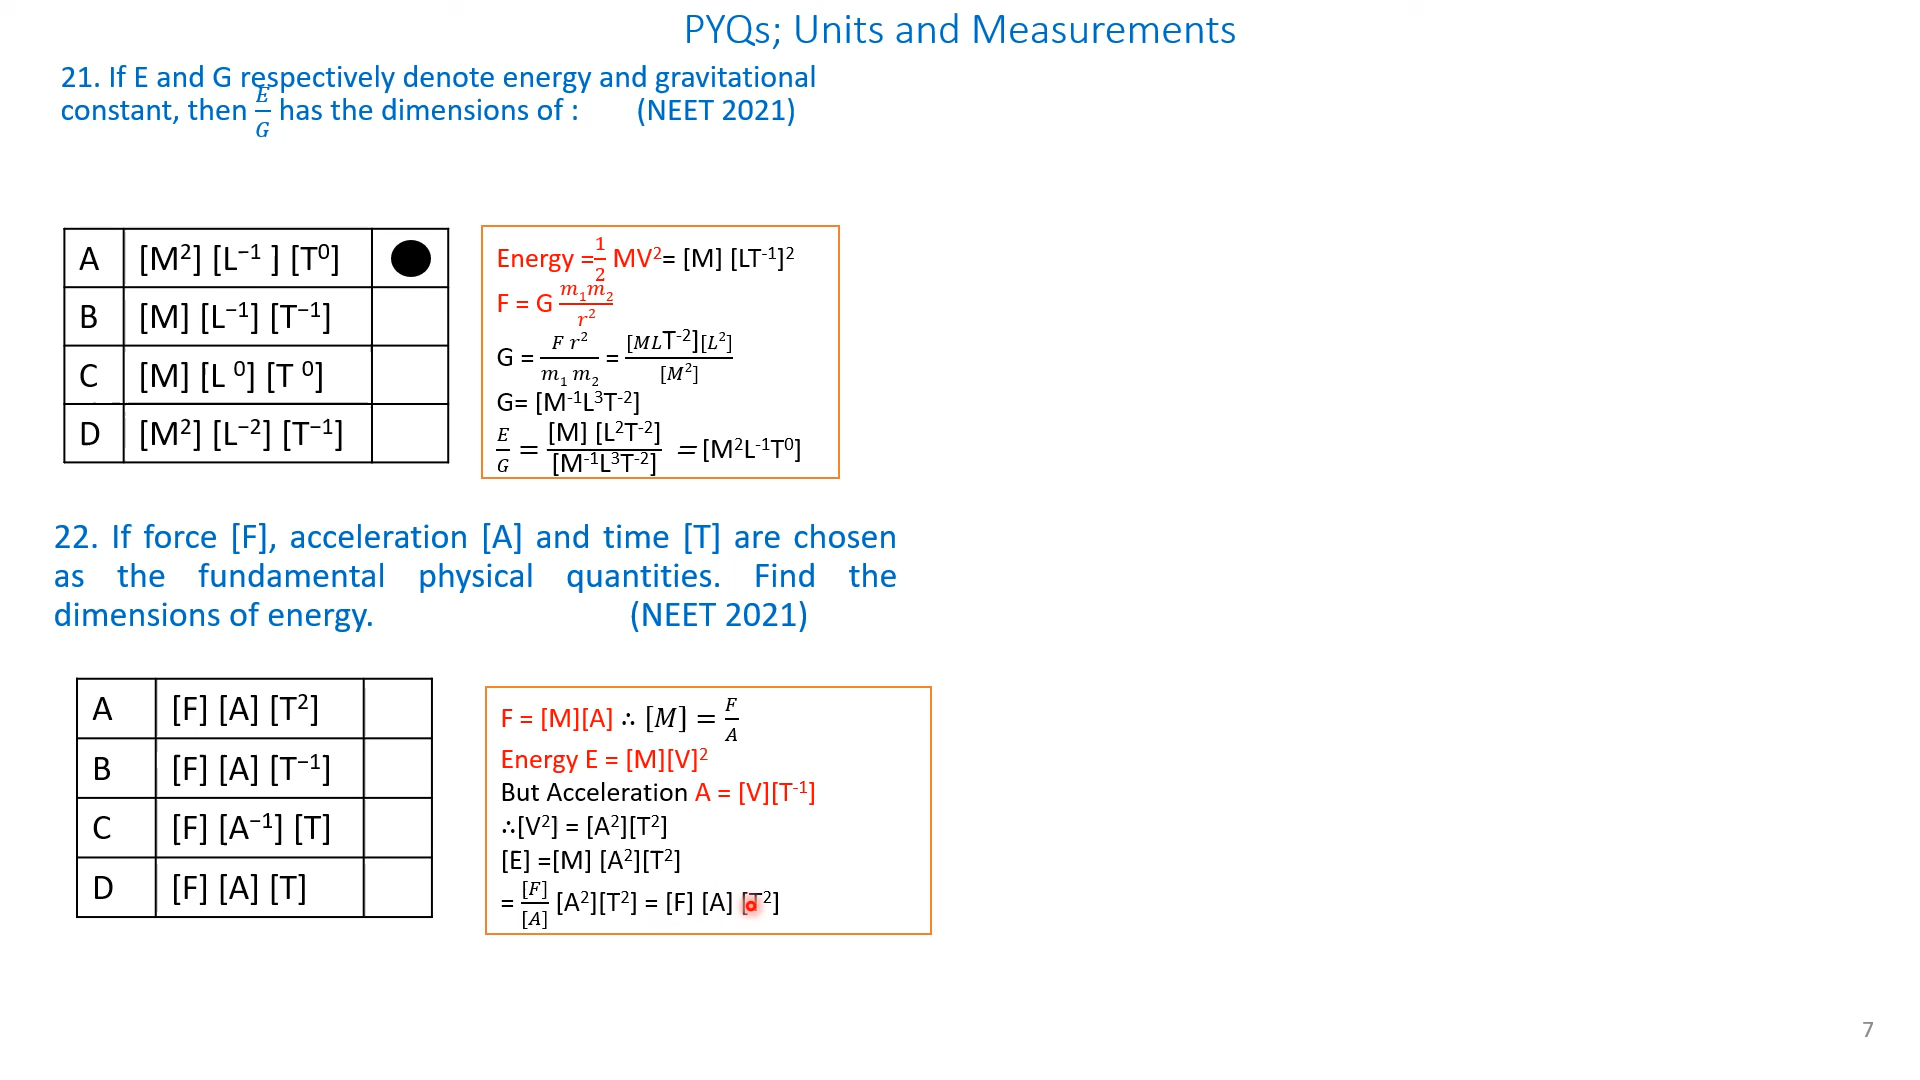 PYQs; Units and Measurements
21. If E and G respectively denote energy and gravitational
constant, then E/G has the dimensions of : (NEET 2021)
A [M²] [L⁻¹ ] [T⁰]
B [M] [L⁻¹] [T⁻¹]
C [M] [L ⁰] [T ⁰]
D [M²] [L⁻²] [T⁻¹]
Energy =1/2 MV²= [M] [LT⁻¹]²
F = G m₁m₂/r²
G = F r²/m₁ m₂ = [MLT⁻²][L²]/[M²]
G= [M⁻¹L³T⁻²]
E/G = [M] [L²T⁻²]/[M⁻¹L³T⁻²] = [M²L⁻¹T⁰]
22. If force [F], acceleration [A] and time [T] are chosen
as the fundamental physical quantities. Find the
dimensions of energy. (NEET 2021)
A [F] [A] [T²]
B [F] [A] [T⁻¹]
C [F] [A⁻¹] [T]
D [F] [A] [T]
F = [M][A] ∴ [M] = F/A
Energy E = [M][V]²
But Acceleration A = [V][T⁻¹]
∴[V²] = [A²][T²]
[E] =[M] [A²][T²]
= [F]/[A] [A²][T²] = [F] [A] [T²]
7